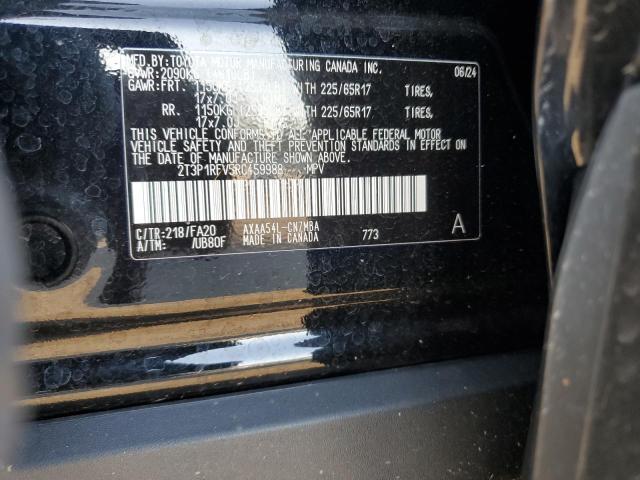 MFD.BY:TOYOTA MOTOR MANUFACTURING CANADA INC.
GVWR:2090KG 06/24
GAWR:FRT. WITH 225/65R17 TIRES,
RR. 1150KG WITH 225/65R17 TIRES,
THIS VEHICLE CONFORMS TO ALL APPLICABLE FEDERAL MOTOR
VEHICLE SAFETY AND THEFT PREVENTION STANDARDS IN EFFECT
ON THE DATE OF MANUFACTURE SHOWN ABOVE.
2T3P1RFV5RC459988 MPV
C/TR:218/FA20 AXAA54L-CNZMBA 773
A/TM: /UB80F MADE IN CANADA A